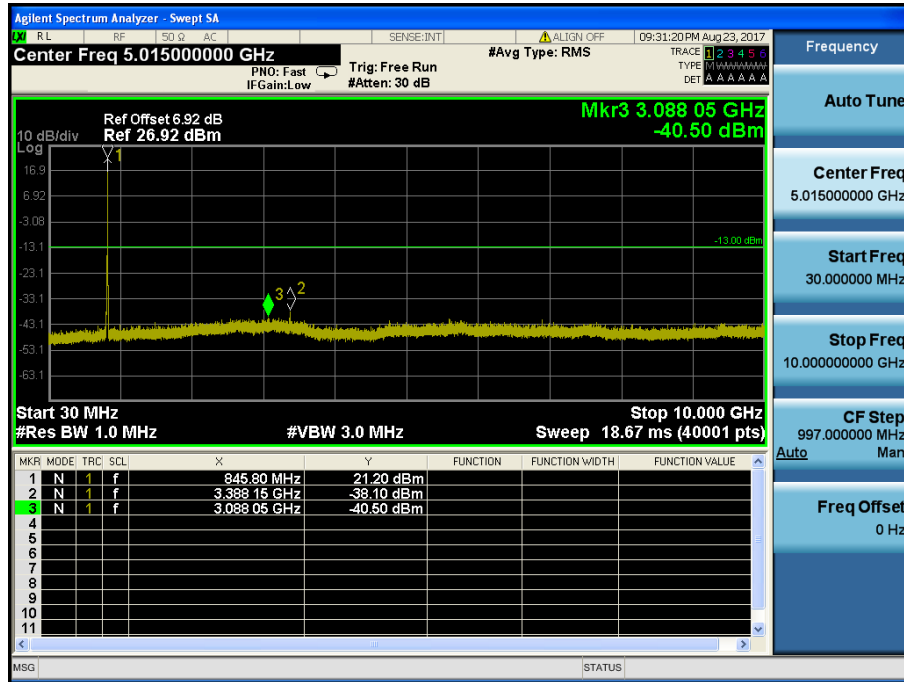 Agilent Spectrum Analyzer - Swept SA
LXI RL RF 50 Ω AC SENSE:INT ALIGN OFF 09:31:20 PM Aug 23, 2017
Center Freq 5.015000000 GHz #Avg Type: RMS TRACE 1 2 3 4 5 6
PNO: Fast Trig: Free Run TYPE M WWWWW
IFGain:Low #Atten: 30 dB DET A A A A A A
Mkr3 3.088 05 GHz
-40.50 dBm
Ref Offset 6.92 dB
10 dB/div Ref 26.92 dBm
Log
1
16.9
6.92
-3.08
-13.1
-13.00 dBm
-23.1
3 2
-33.1
-43.1
-53.1
-63.1
Start 30 MHz Stop 10.000 GHz
#Res BW 1.0 MHz #VBW 3.0 MHz Sweep 18.67 ms (40001 pts)
MKR MODE TRC SCL X Y FUNCTION FUNCTION WIDTH FUNCTION VALUE
1 N 1 f 845.80 MHz 21.20 dBm
2 N 1 f 3.388 15 GHz -38.10 dBm
3 N 1 f 3.088 05 GHz -40.50 dBm
4
5
6
7
8
9
10
11
MSG STATUS
Frequency
Auto Tune
Center Freq
5.015000000 GHz
Start Freq
30.000000 MHz
Stop Freq
10.000000000 GHz
CF Step
997.000000 MHz
Auto Man
Freq Offset
0 Hz